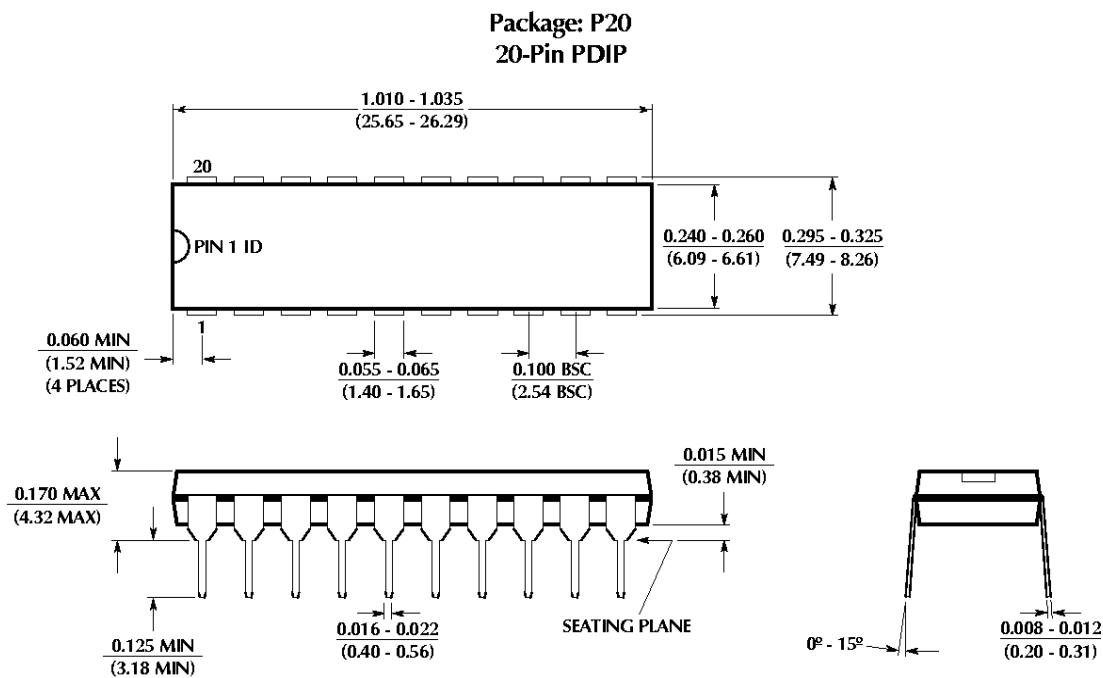 Package: P20
20-Pin PDIP
1.010 - 1.035
(25.65 - 26.29)
20
PIN 1 ID
0.240 - 0.260
(6.09 - 6.61)
0.295 - 0.325
(7.49 - 8.26)
1
0.060 MIN
(1.52 MIN)
(4 PLACES)
0.055 - 0.065
(1.40 - 1.65)
0.100 BSC
(2.54 BSC)
0.170 MAX
(4.32 MAX)
0.015 MIN
(0.38 MIN)
0.125 MIN
(3.18 MIN)
0.016 - 0.022
(0.40 - 0.56)
SEATING PLANE
0º - 15º
0.008 - 0.012
(0.20 - 0.31)